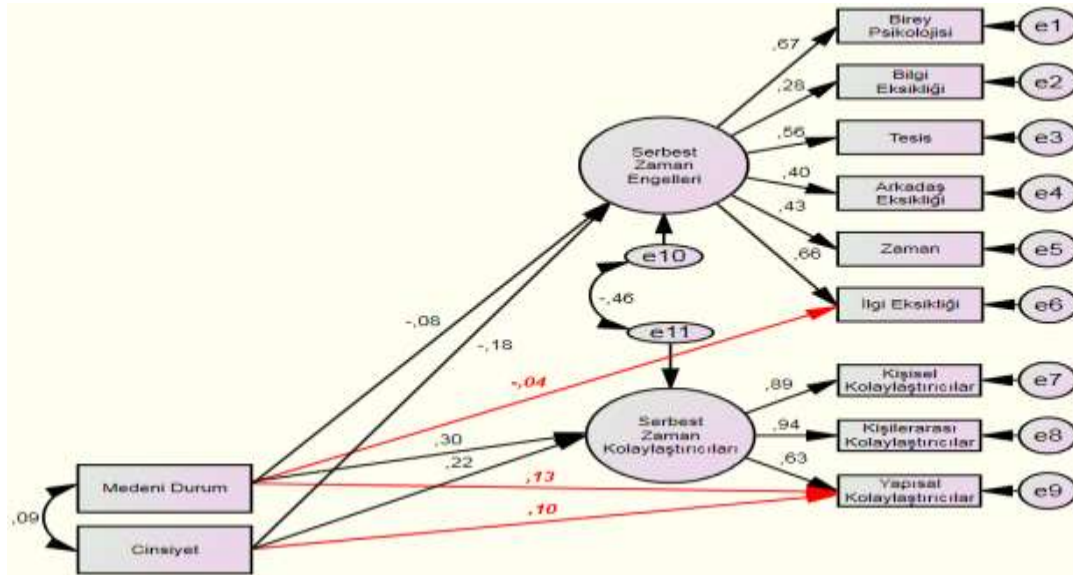 Birey
Psikolojisi
e1
,67
Bilgi
Eksikliği
e2
,28
Tesis
e3
,56
Serbest
Zaman
Engelleri
Arkadaş
Eksikliği
e4
,40
,43
Zaman
e5
,66
e10
İlgi Eksikliği
e6
-,46
-,08
e11
-,18
-,04
Kişisel
Kolaylaştırıcılar
e7
,89
Serbest
Zaman
Kolaylaştırıcıları
,94
Kişilerarası
Kolaylaştırıcılar
e8
,30
,22
,63
,13
Yapısal
Kolaylaştırıcılar
e9
Medeni Durum
,10
,09
Cinsiyet